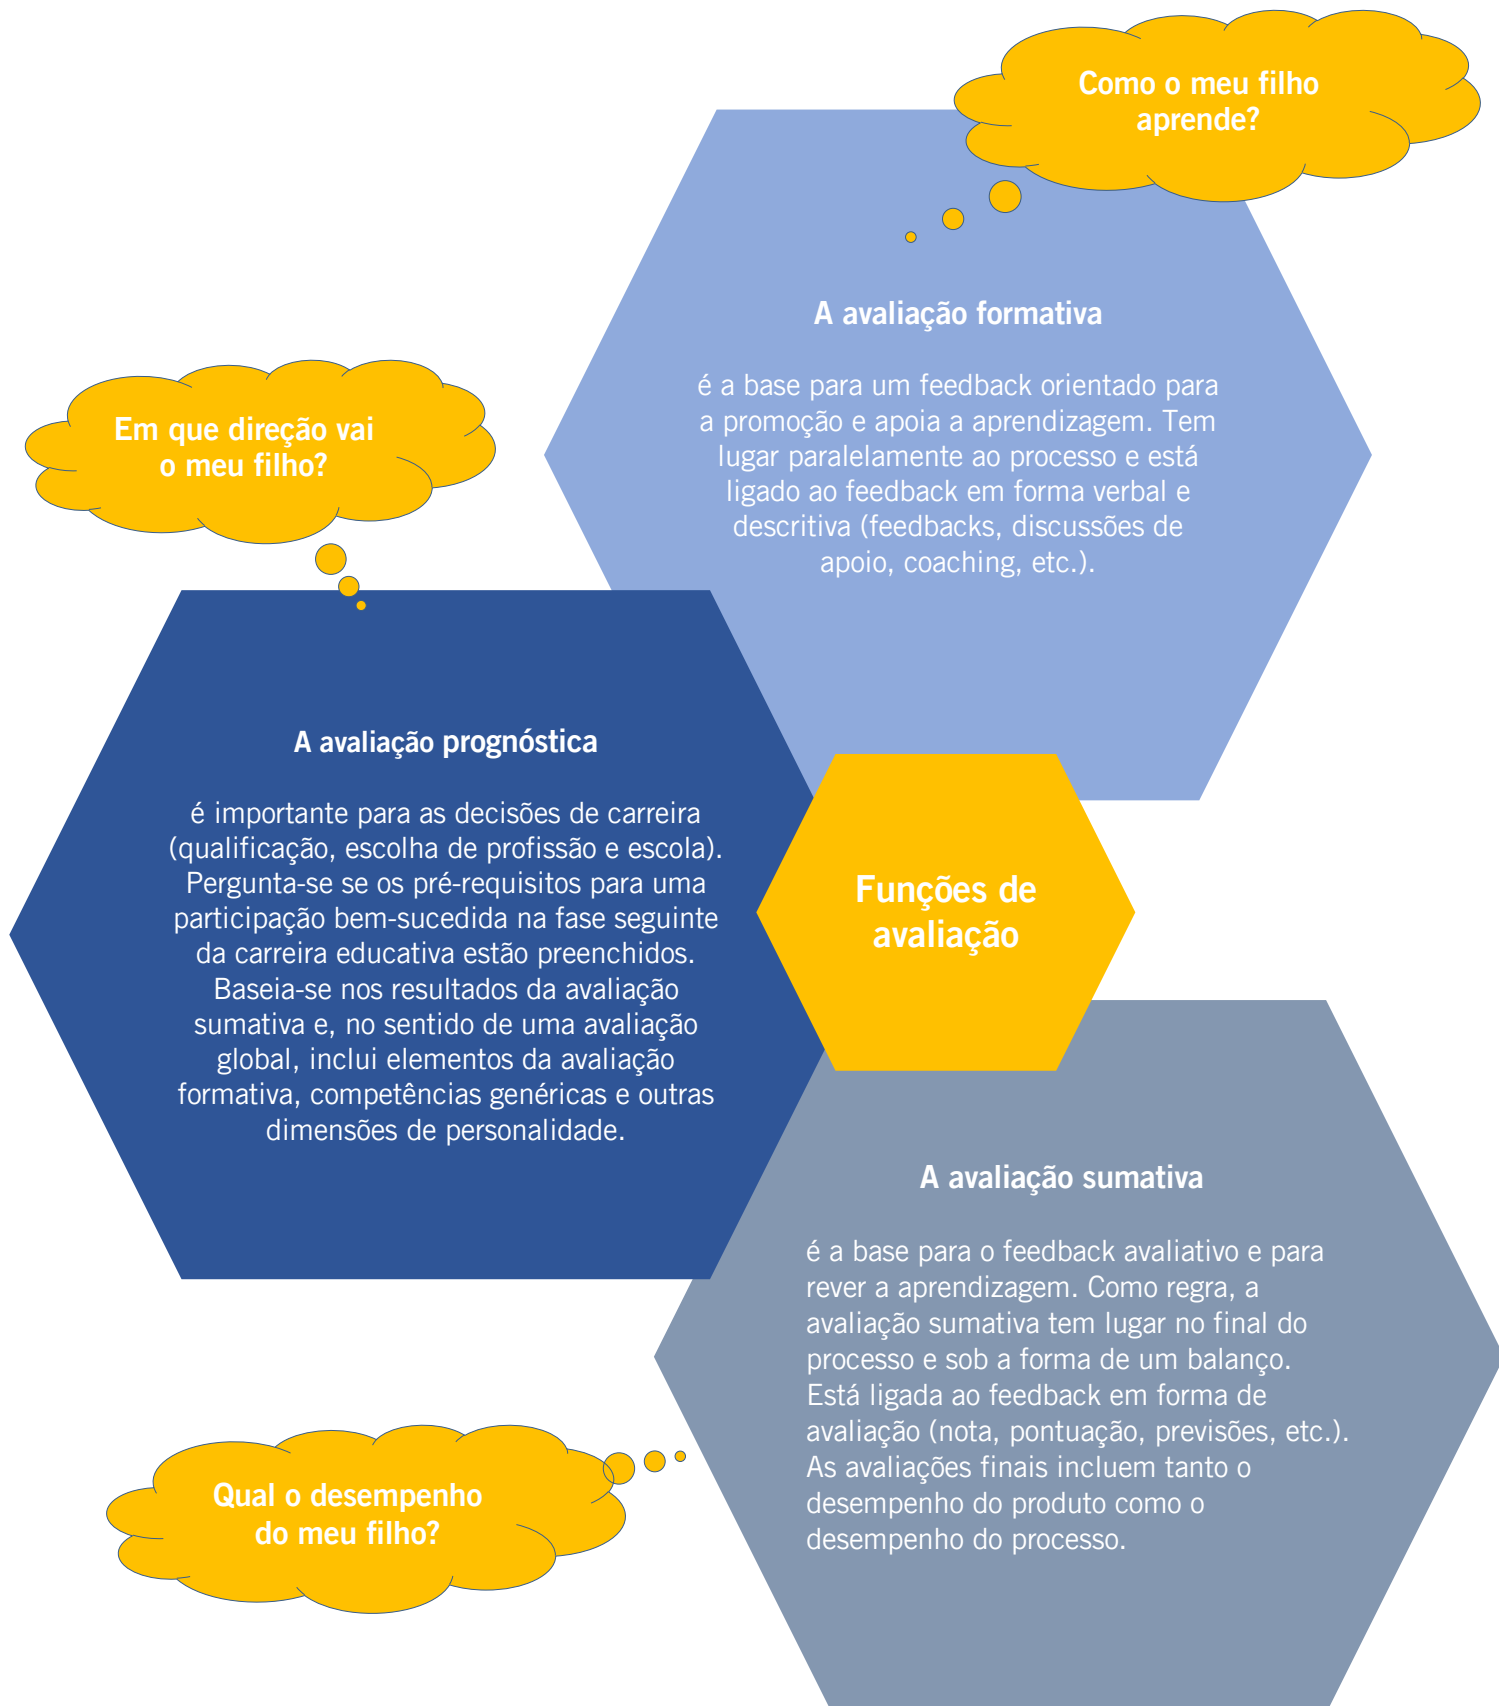 Como o meu filho
aprende?
A avaliação formativa
é a base para um feedback orientado para
a promoção e apoia a aprendizagem. Tem
lugar paralelamente ao processo e está
ligado ao feedback em forma verbal e
descritiva (feedbacks, discussões de
apoio, coaching, etc.).
Em que direção vai
o meu filho?
A avaliação prognóstica
é importante para as decisões de carreira
(qualificação, escolha de profissão e escola).
Pergunta-se se os pré-requisitos para uma
participação bem-sucedida na fase seguinte
da carreira educativa estão preenchidos.
Baseia-se nos resultados da avaliação
sumativa e, no sentido de uma avaliação
global, inclui elementos da avaliação
formativa, competências genéricas e outras
dimensões de personalidade.
Funções de
avaliação
A avaliação sumativa
é a base para o feedback avaliativo e para
rever a aprendizagem. Como regra, a
avaliação sumativa tem lugar no final do
processo e sob a forma de um balanço.
Está ligada ao feedback em forma de
avaliação (nota, pontuação, previsões, etc.).
As avaliações finais incluem tanto o
desempenho do produto como o
desempenho do processo.
Qual o desempenho
do meu filho?